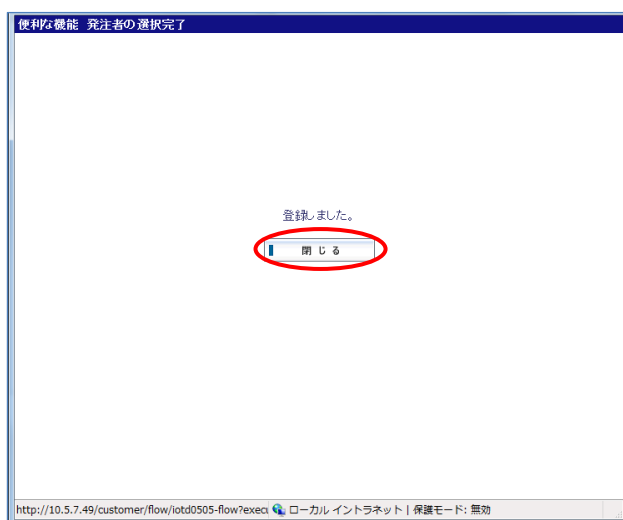 便利な機能 発注者の選択完了
登録しました。
閉じる
http://10.5.7.49/customer/flow/iotd0505-flow?exec
ローカル イントラネット | 保護モード: 無効